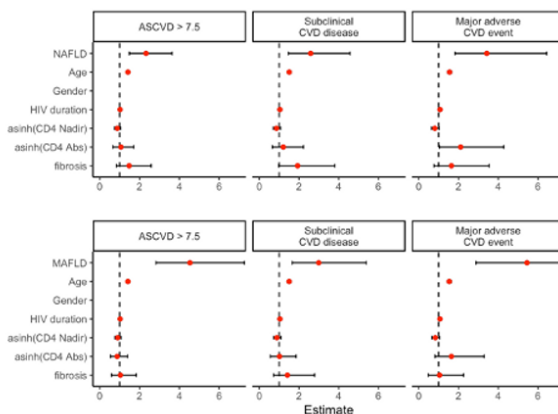 ASCVD > 7.5
Subclinical
CVD disease
Major adverse
CVD event
NAFLD
Age
Gender
HIV duration
asinh(CD4 Nadir)
asinh(CD4 Abs)
fibrosis
0 2 4 6 0 2 4 6 0 2 4 6
ASCVD > 7.5
Subclinical
CVD disease
Major adverse
CVD event
MAFLD
Age
Gender
HIV duration
asinh(CD4 Nadir)
asinh(CD4 Abs)
fibrosis
0 2 4 6 0 2 4 6 0 2 4 6
Estimate